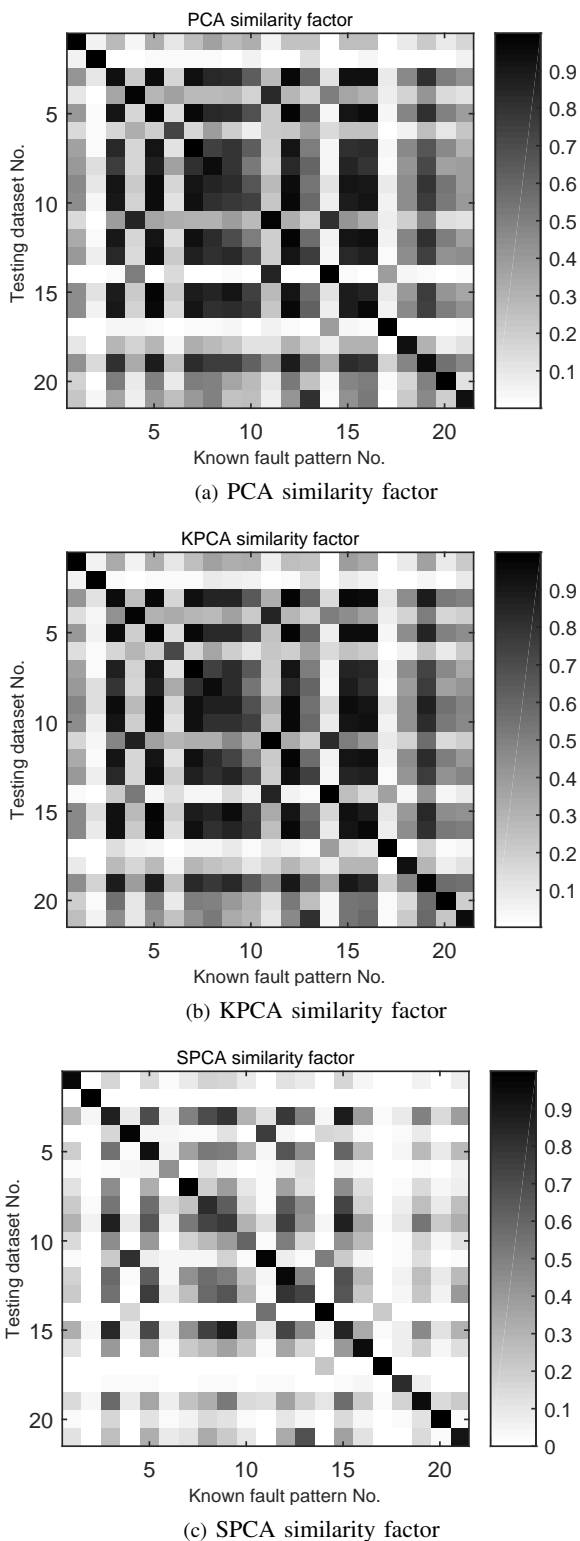 PCA similarity factor
Testing dataset No.
5
10
15
20
5 10 15 20
Known fault pattern No.
0.9
0.8
0.7
0.6
0.5
0.4
0.3
0.2
0.1
(a) PCA similarity factor
KPCA similarity factor
Testing dataset No.
5
10
15
20
5 10 15 20
Known fault pattern No.
0.9
0.8
0.7
0.6
0.5
0.4
0.3
0.2
0.1
(b) KPCA similarity factor
SPCA similarity factor
Testing dataset No.
5
10
15
20
5 10 15 20
Known fault pattern No.
0.9
0.8
0.7
0.6
0.5
0.4
0.3
0.2
0.1
0
(c) SPCA similarity factor